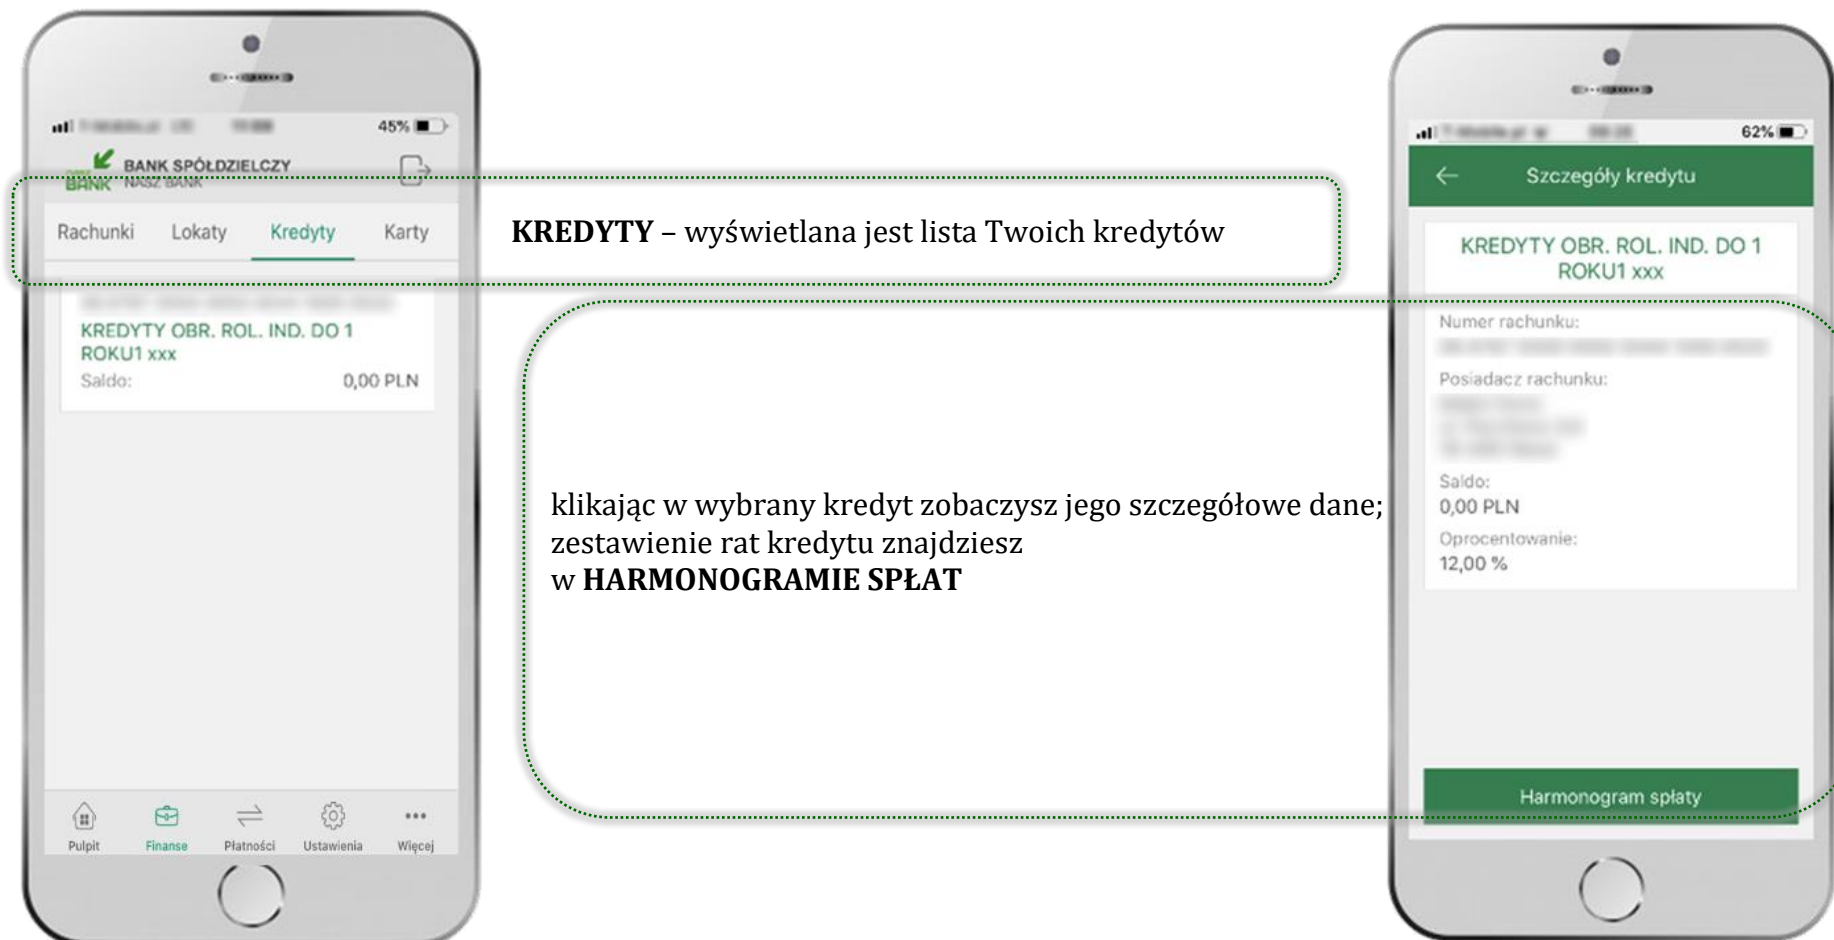 45%
nasz
BANK
BANK SPÓŁDZIELCZY
NASZ BANK
Rachunki Lokaty Kredyty Karty
KREDYTY OBR. ROL. IND. DO 1
ROKU1 xxx
Saldo: 0,00 PLN
Pulpit Finanse Płatności Ustawienia Więcej
KREDYTY – wyświetlana jest lista Twoich kredytów
klikając w wybrany kredyt zobaczysz jego szczegółowe dane;
zestawienie rat kredytu znajdziesz
w HARMONOGRAMIE SPŁAT
62%
Szczegóły kredytu
KREDYTY OBR. ROL. IND. DO 1
ROKU1 xxx
Numer rachunku:
Posiadacz rachunku:
Saldo:
0,00 PLN
Oprocentowanie:
12,00 %
Harmonogram spłaty